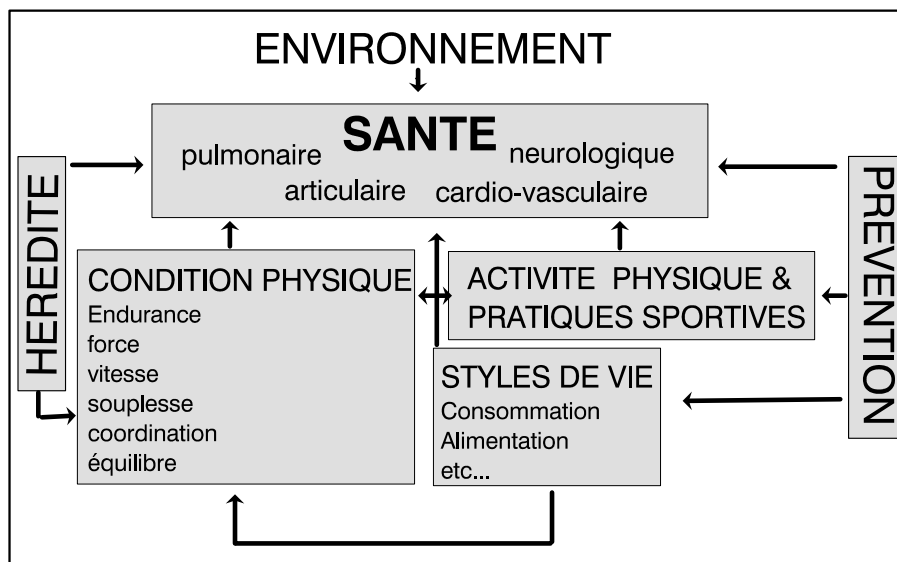 ENVIRONNEMENT
SANTE
pulmonaire
neurologique
articulaire
cardio-vasculaire
HEREDITE
PREVENTION
CONDITION PHYSIQUE
Endurance
force
vitesse
souplesse
coordination
équilibre
ACTIVITE PHYSIQUE &
PRATIQUES SPORTIVES
STYLES DE VIE
Consommation
Alimentation
etc...